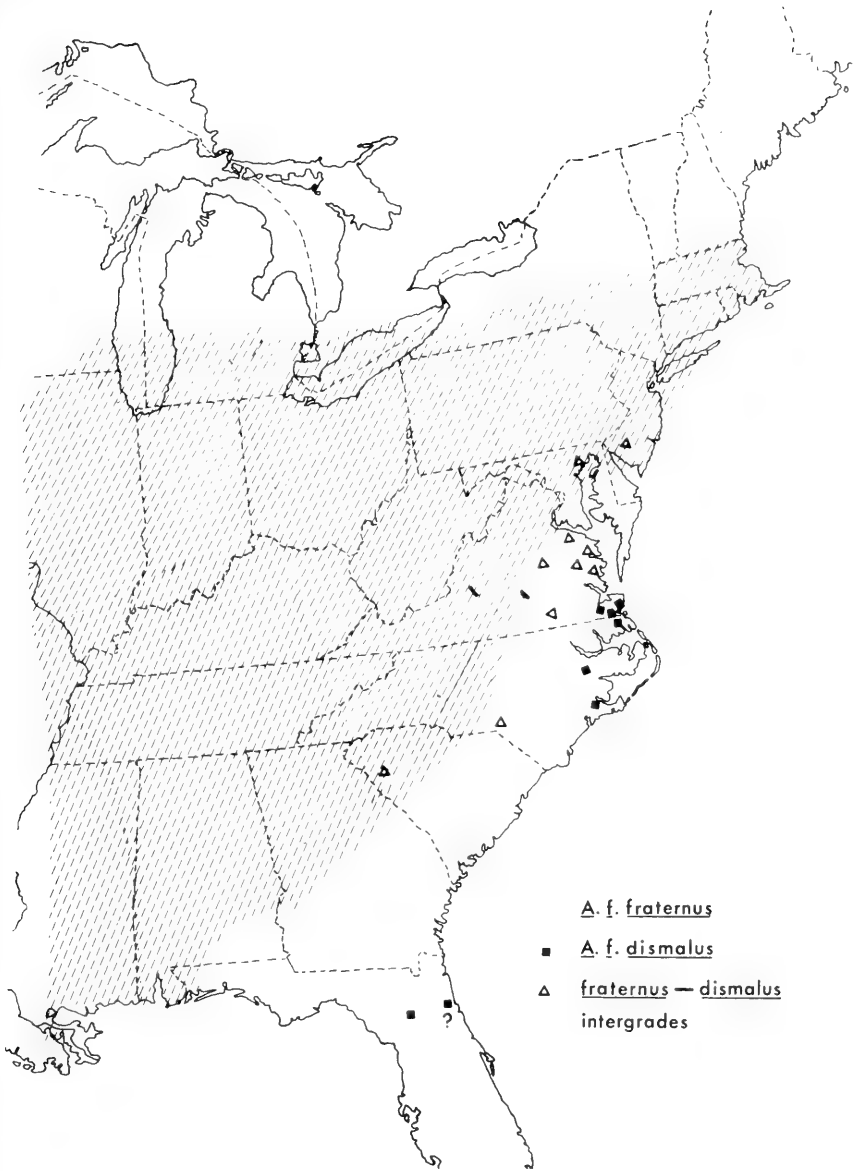 A. f. fraternus
A. f. dismalus
fraternus — dismalus
intergrades
?